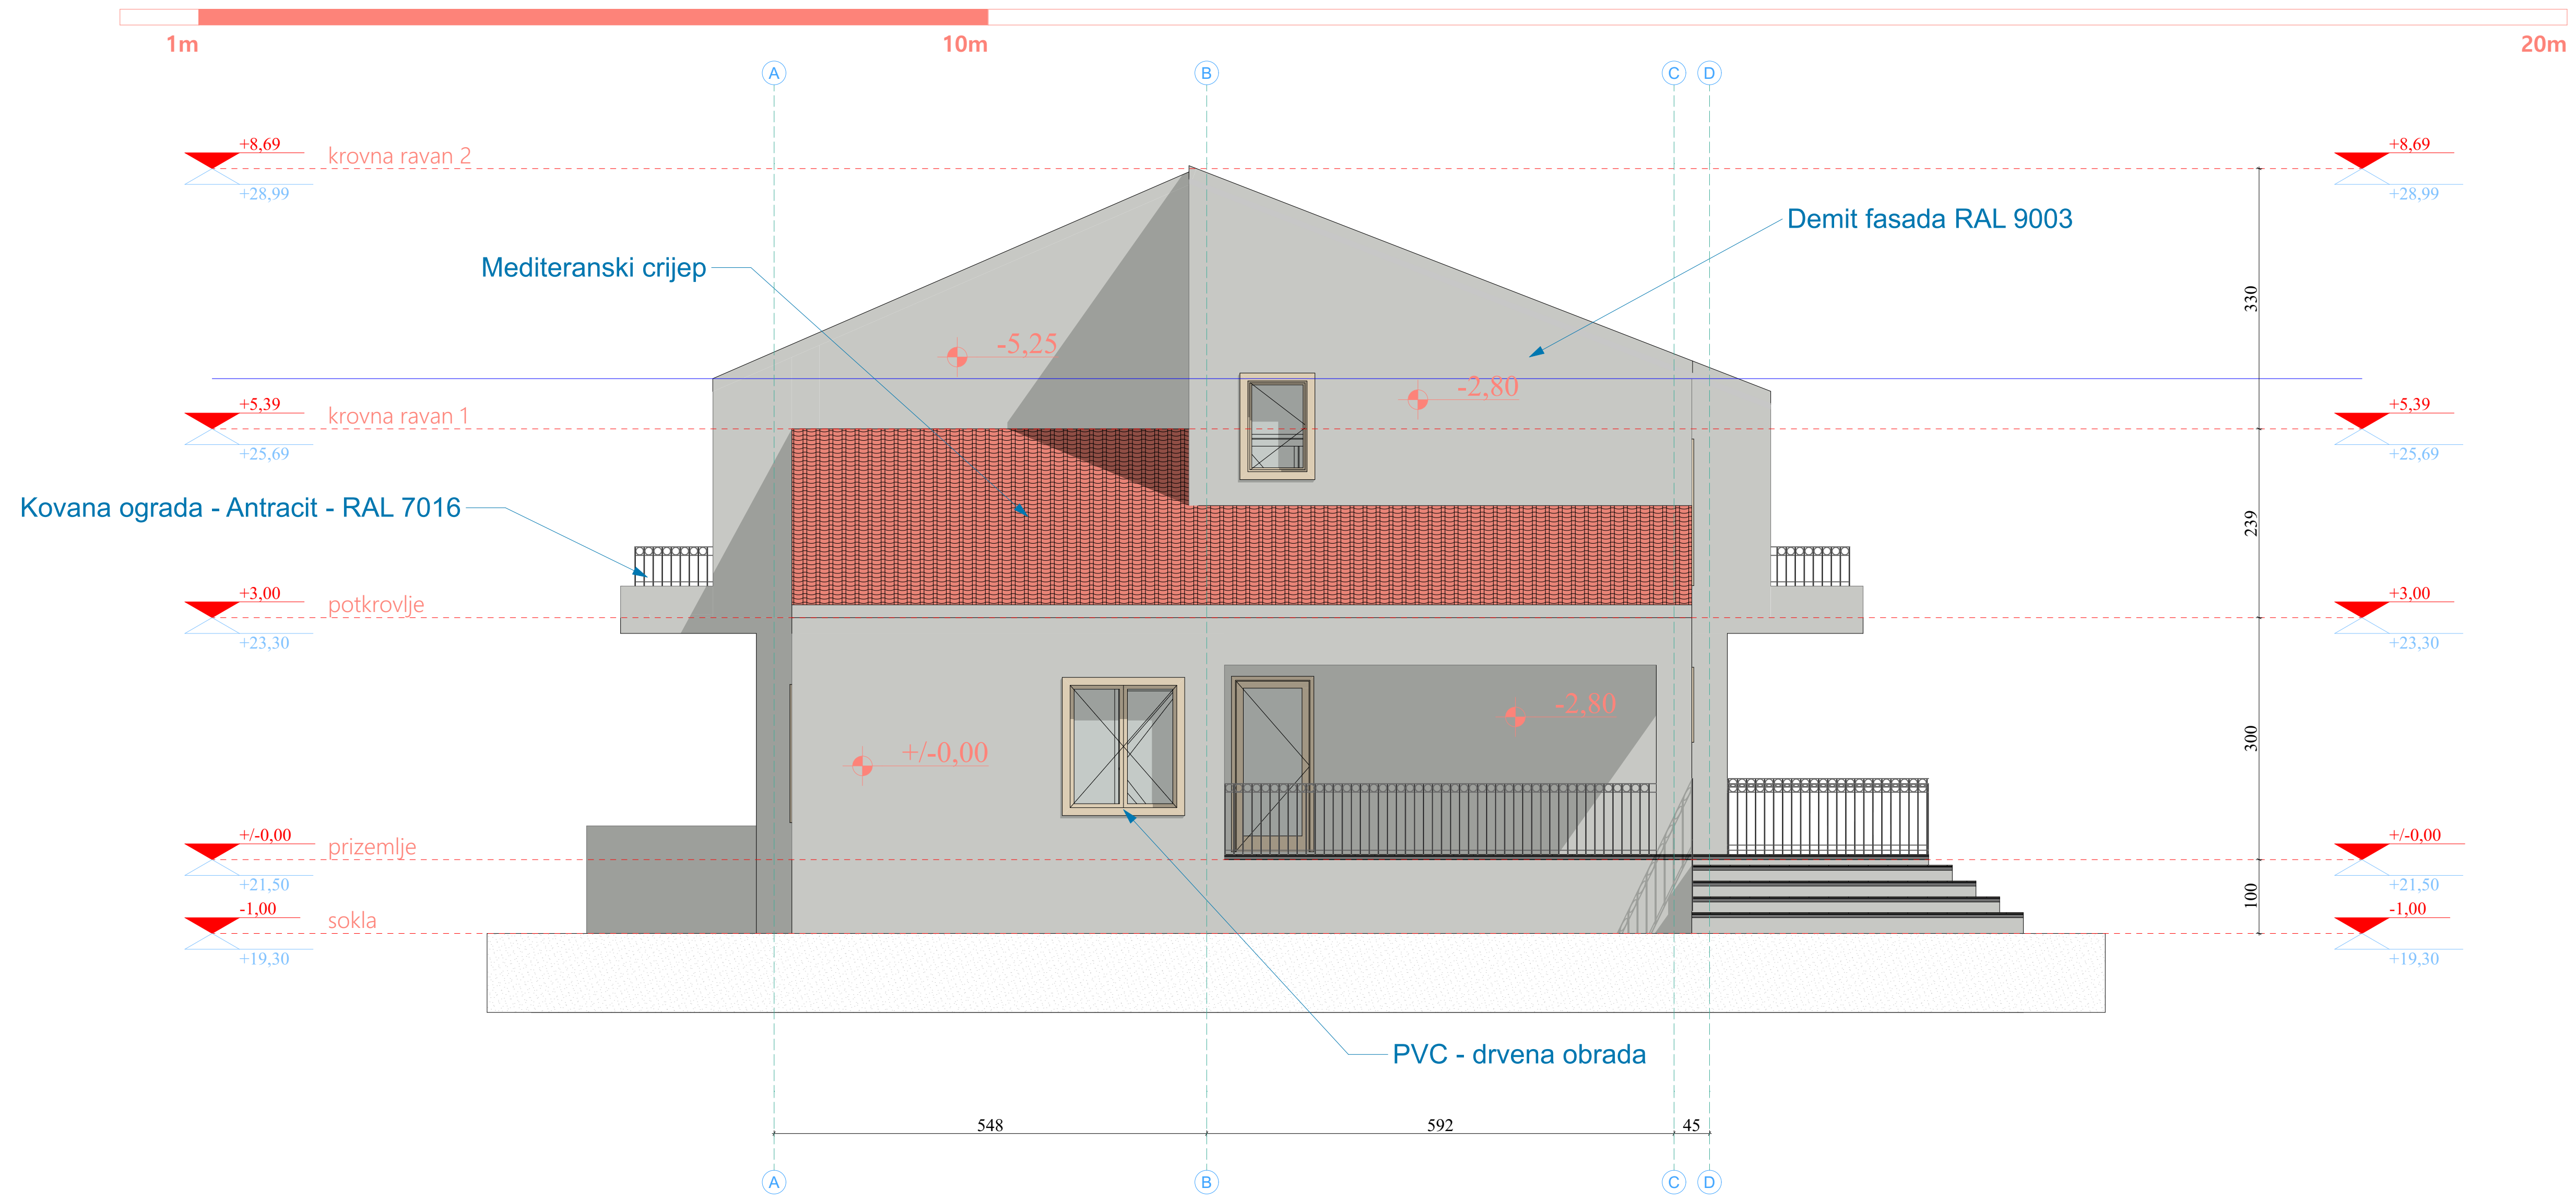 1m
10m
20m
A
B
C
D
+8,69
krovna ravan 2
+28,99
+8,69
+28,99
Demit fasada RAL 9003
Mediteranski crijep
330
-5,25
-2,80
+5,39
krovna ravan 1
+25,69
+5,39
+25,69
Kovana ograda - Antracit - RAL 7016
239
+3,00
potkrovlje
+23,30
+3,00
+23,30
-2,80
+/-0,00
300
+/-0,00
prizemlje
+21,50
+/-0,00
+21,50
100
-1,00
sokla
+19,30
-1,00
+19,30
PVC - drvena obrada
548
592
45
A
B
C
D